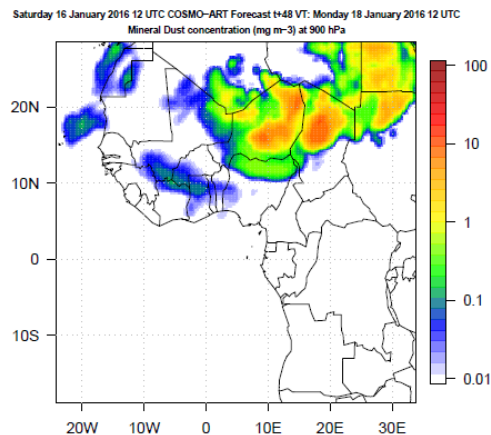 Saturday 16 January 2016 12 UTC COSMO−ART Forecast t+48 VT: Monday 18 January 2016 12 UTC
Mineral Dust concentration (mg m−3) at 900 hPa
100
20N
10
10N
1
0
0.1
10S
0.01
20W 10W 0 10E 20E 30E